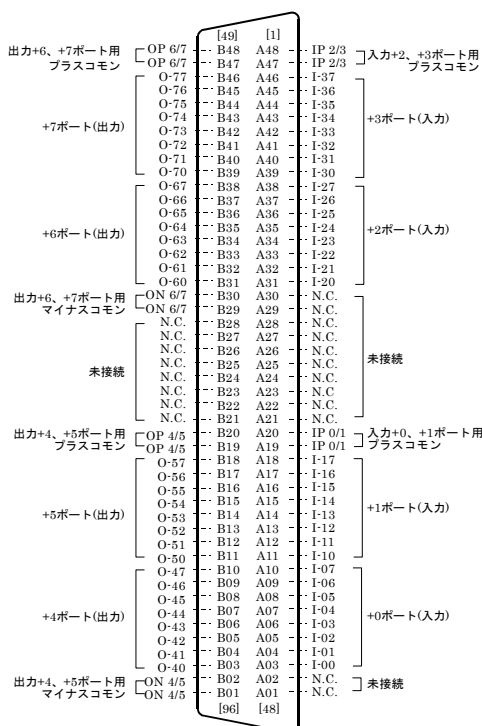 [49] [1]
出力+6、+7ポート用 プラスコモン
OP 6/7 B48 A48 IP 2/3
OP 6/7 B47 A47 IP 2/3
入力+2、+3ポート用 プラスコモン
O-77 B46 A46 I-37
O-76 B45 A45 I-36
O-75 B44 A44 I-35
O-74 B43 A43 I-34
+7ポート(出力) O-73 B42 A42 I-33 +3ポート(入力)
O-72 B41 A41 I-32
O-71 B40 A40 I-31
O-70 B39 A39 I-30
O-67 B38 A38 I-27
O-66 B37 A37 I-26
O-65 B36 A36 I-25
O-64 B35 A35 I-24
+6ポート(出力) O-63 B34 A34 I-23 +2ポート(入力)
O-62 B33 A33 I-22
O-61 B32 A32 I-21
O-60 B31 A31 I-20
出力+6、+7ポート用 マイナスコモン
ON 6/7 B30 A30 N.C.
ON 6/7 B29 A29 N.C.
N.C. B28 A28 N.C.
N.C. B27 A27 N.C.
N.C. B26 A26 N.C.
N.C. B25 A25 N.C.
未接続 N.C. B24 A24 N.C. 未接続
N.C. B23 A23 N.C
N.C. B22 A22 N.C.
N.C. B21 A21 N.C.
出力+4、+5ポート用 プラスコモン
OP 4/5 B20 A20 IP 0/1
OP 4/5 B19 A19 IP 0/1
入力+0、+1ポート用 プラスコモン
O-57 B18 A18 I-17
O-56 B17 A17 I-16
O-55 B16 A16 I-15
O-54 B15 A15 I-14
+5ポート(出力) O-53 B14 A14 I-13 +1ポート(入力)
O-52 B13 A13 I-12
O-51 B12 A12 I-11
O-50 B11 A11 I-10
O-47 B10 A10 I-07
O-46 B09 A09 I-06
O-45 B08 A08 I-05
O-44 B07 A07 I-04
+4ポート(出力) O-43 B06 A06 I-03 +0ポート(入力)
O-42 B05 A05 I-02
O-41 B04 A04 I-01
O-40 B03 A03 I-00
出力+4、+5ポート用 マイナスコモン
ON 4/5 B02 A02 N.C.
ON 4/5 B01 A01 N.C.
未接続
[96] [48]